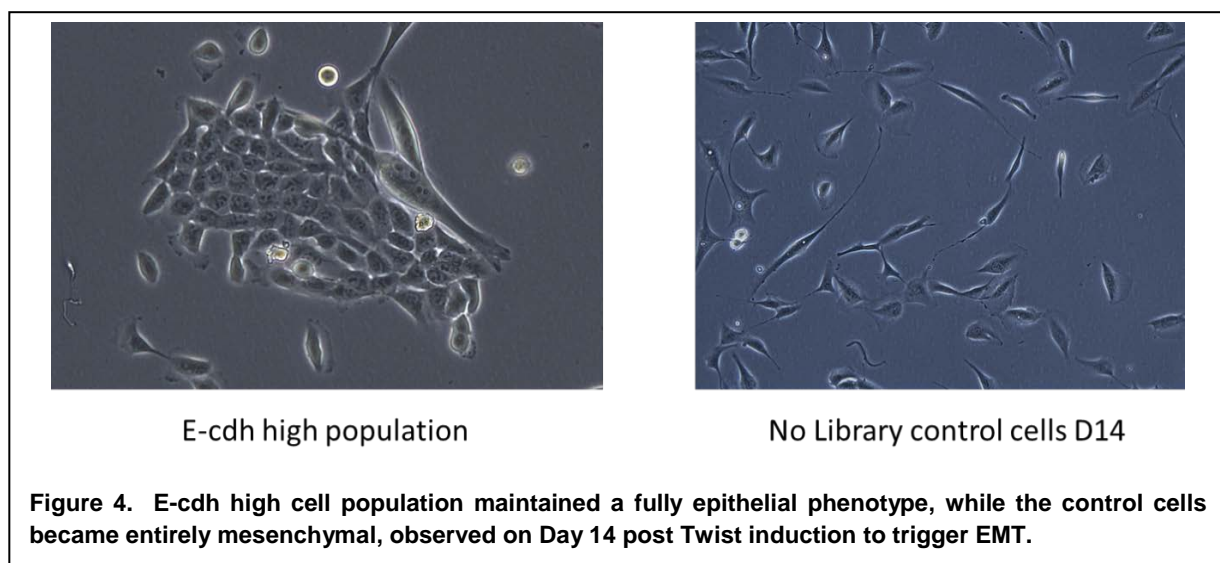 E-cdh high population
No Library control cells D14
Figure 4. E-cdh high cell population maintained a fully epithelial phenotype, while the control cells
became entirely mesenchymal, observed on Day 14 post Twist induction to trigger EMT.